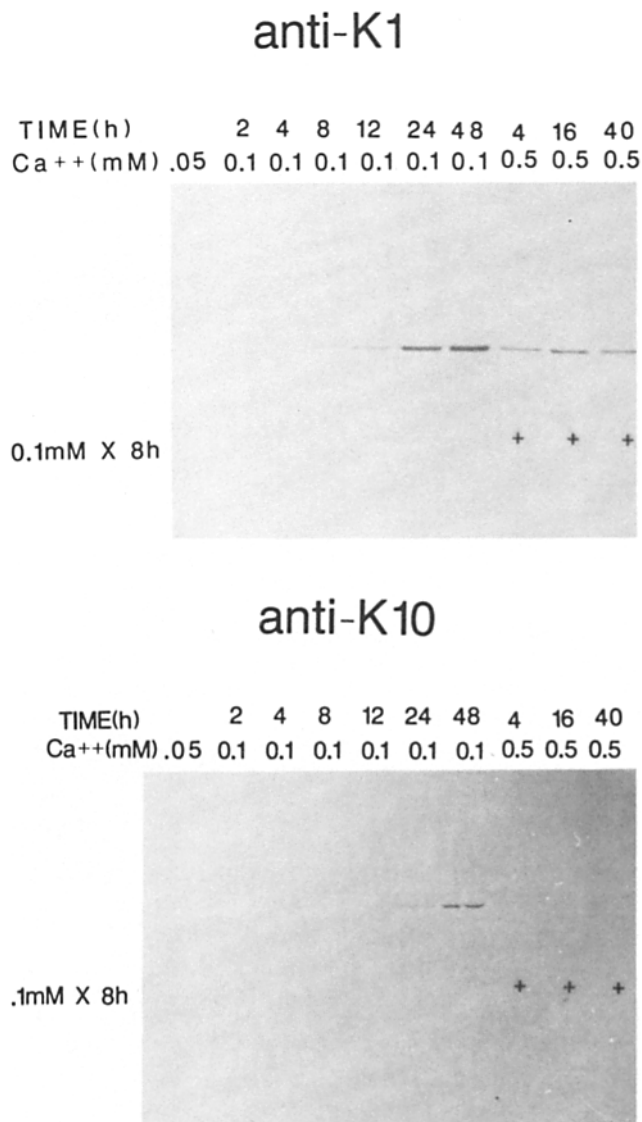 anti-K1
TIME(h) 2 4 8 12 24 48 4 16 40
Ca++(mM) .05 0.1 0.1 0.1 0.1 0.1 0.1 0.5 0.5 0.5
0.1mM X 8h + + +
anti-K10
TIME(h) 2 4 8 12 24 48 4 16 40
Ca++(mM) .05 0.1 0.1 0.1 0.1 0.1 0.1 0.5 0.5 0.5
.1mM X 8h + + +